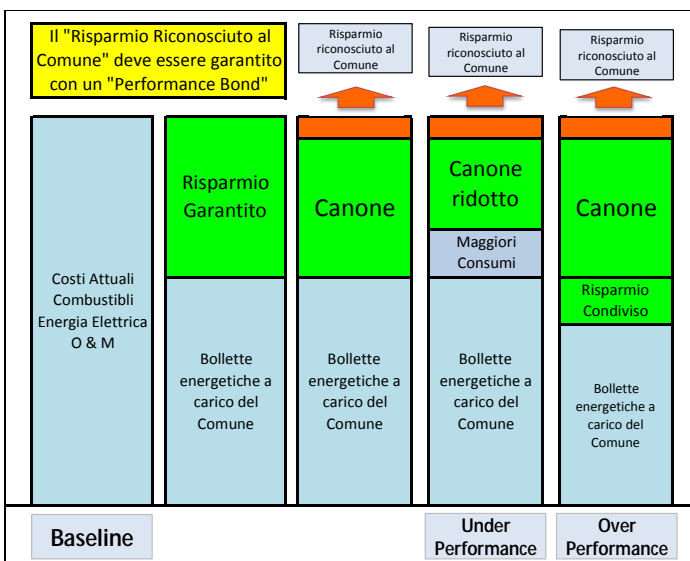 Il "Risparmio Riconosciuto al
Comune" deve essere garantito
con un "Performance Bond"
Risparmio
riconosciuto al
Comune
Risparmio
riconosciuto al
Comune
Risparmio
riconosciuto al
Comune
Costi Attuali
Combustibli
Energia Elettrica
O & M
Risparmio
Garantito
Bollette
energetiche a
carico del
Comune
Canone
Bollette
energetiche a
carico del
Comune
Canone
ridotto
Maggiori
Consumi
Bollette
energetiche a
carico del
Comune
Canone
Risparmio
Condiviso
Bollette
energetiche a
carico del
Comune
Baseline
Under
Performance
Over
Performance